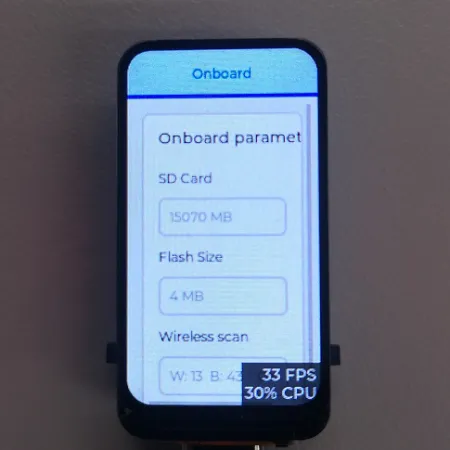 Onboard
Onboard paramet
SD Card
15070 MB
Flash Size
4 MB
Wireless scan
W: 13 B: 43
33 FPS
30% CPU